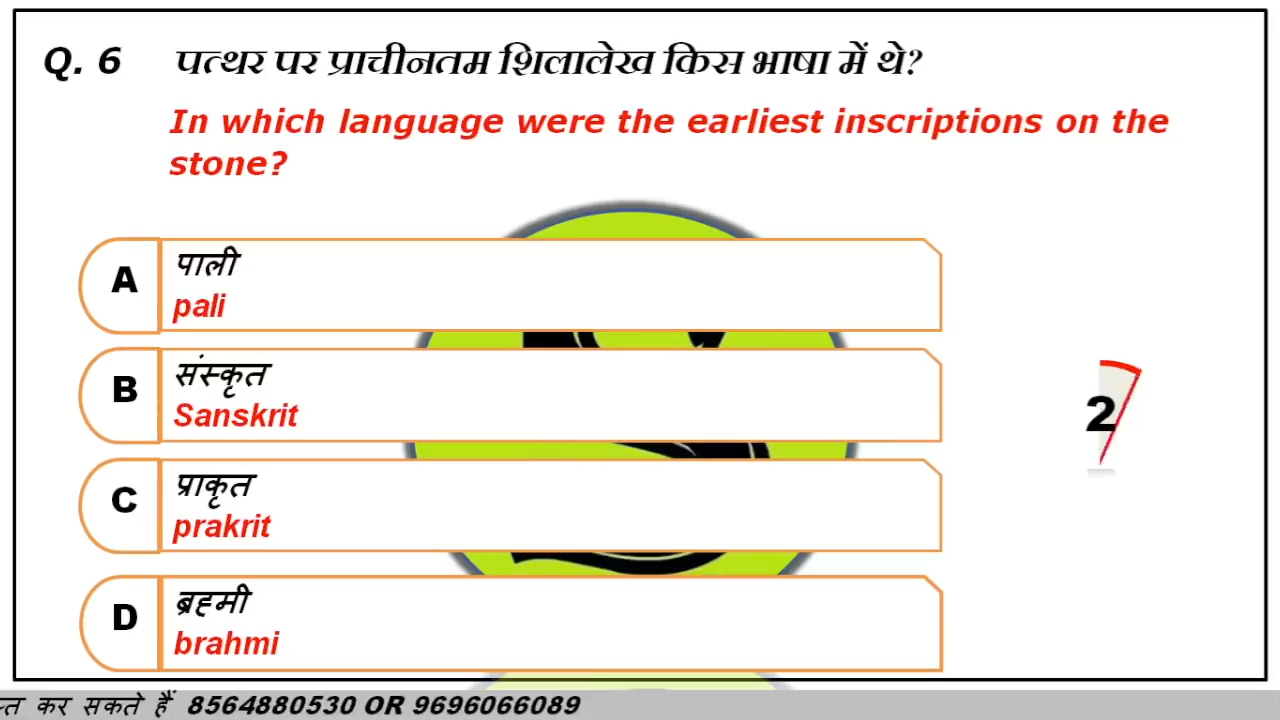 Q. 6 पत्थर पर प्राचीनतम शिलालेख किस भाषा में थे?
In which language were the earliest inscriptions on the
stone?
A पाली
pali
B संस्कृत
Sanskrit
2
C प्राकृत
prakrit
D ब्रह्मी
brahmi
कर सकते हैं 8564880530 OR 9696066089